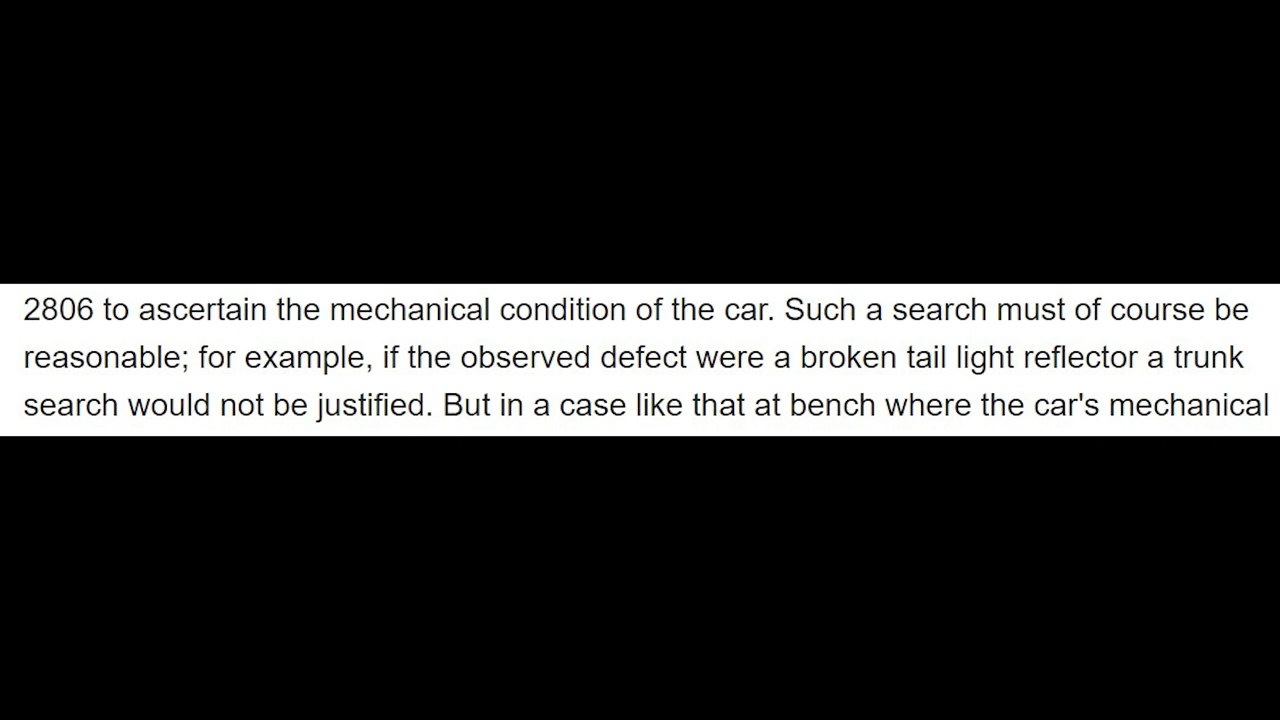 2806 to ascertain the mechanical condition of the car. Such a search must of course be
reasonable; for example, if the observed defect were a broken tail light reflector a trunk
search would not be justified. But in a case like that at bench where the car's mechanical